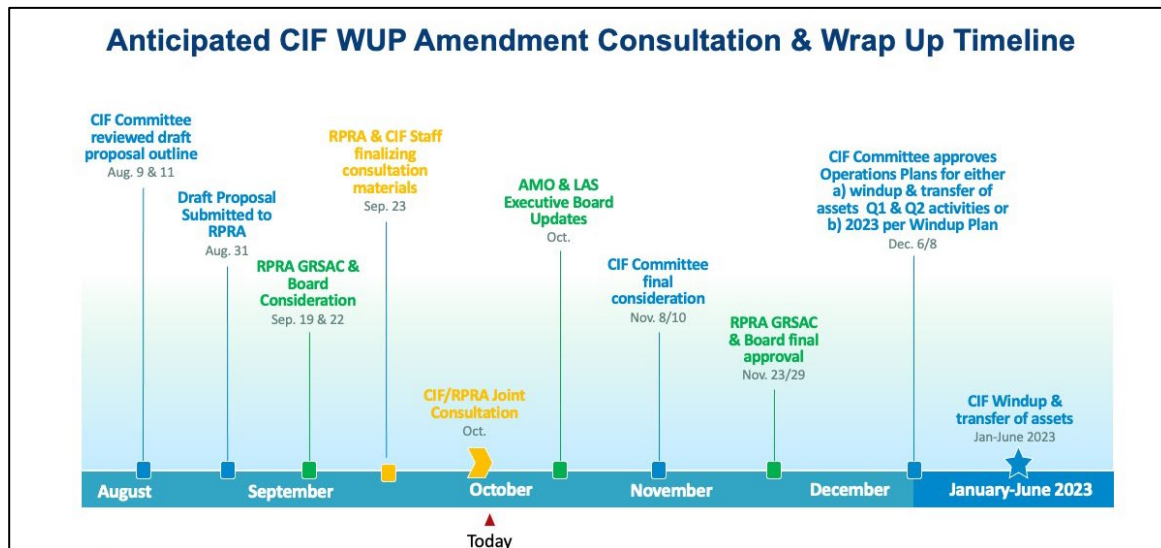 Anticipated CIF WUP Amendment Consultation & Wrap Up Timeline
CIF Committee
reviewed draft
proposal outline
Aug. 9 & 11
Draft Proposal
Submitted to
RPRA
Aug. 31
RPRA GRSAC &
Board
Consideration
Sep. 19 & 22
RPRA & CIF Staff
finalizing
consultation
materials
Sep. 23
CIF/RPRA Joint
Consultation
Oct.
AMO & LAS
Executive Board
Updates
Oct.
CIF Committee
final
consideration
Nov. 8/10
RPRA GRSAC
& Board final
approval
Nov. 23/29
CIF Committee approves
Operations Plans for either
a) windup & transfer of
assets Q1 & Q2 activities or
b) 2023 per Windup Plan
Dec. 6/8
CIF Windup &
transfer of assets
Jan-June 2023
August
September
October
November
December
January-June 2023
Today